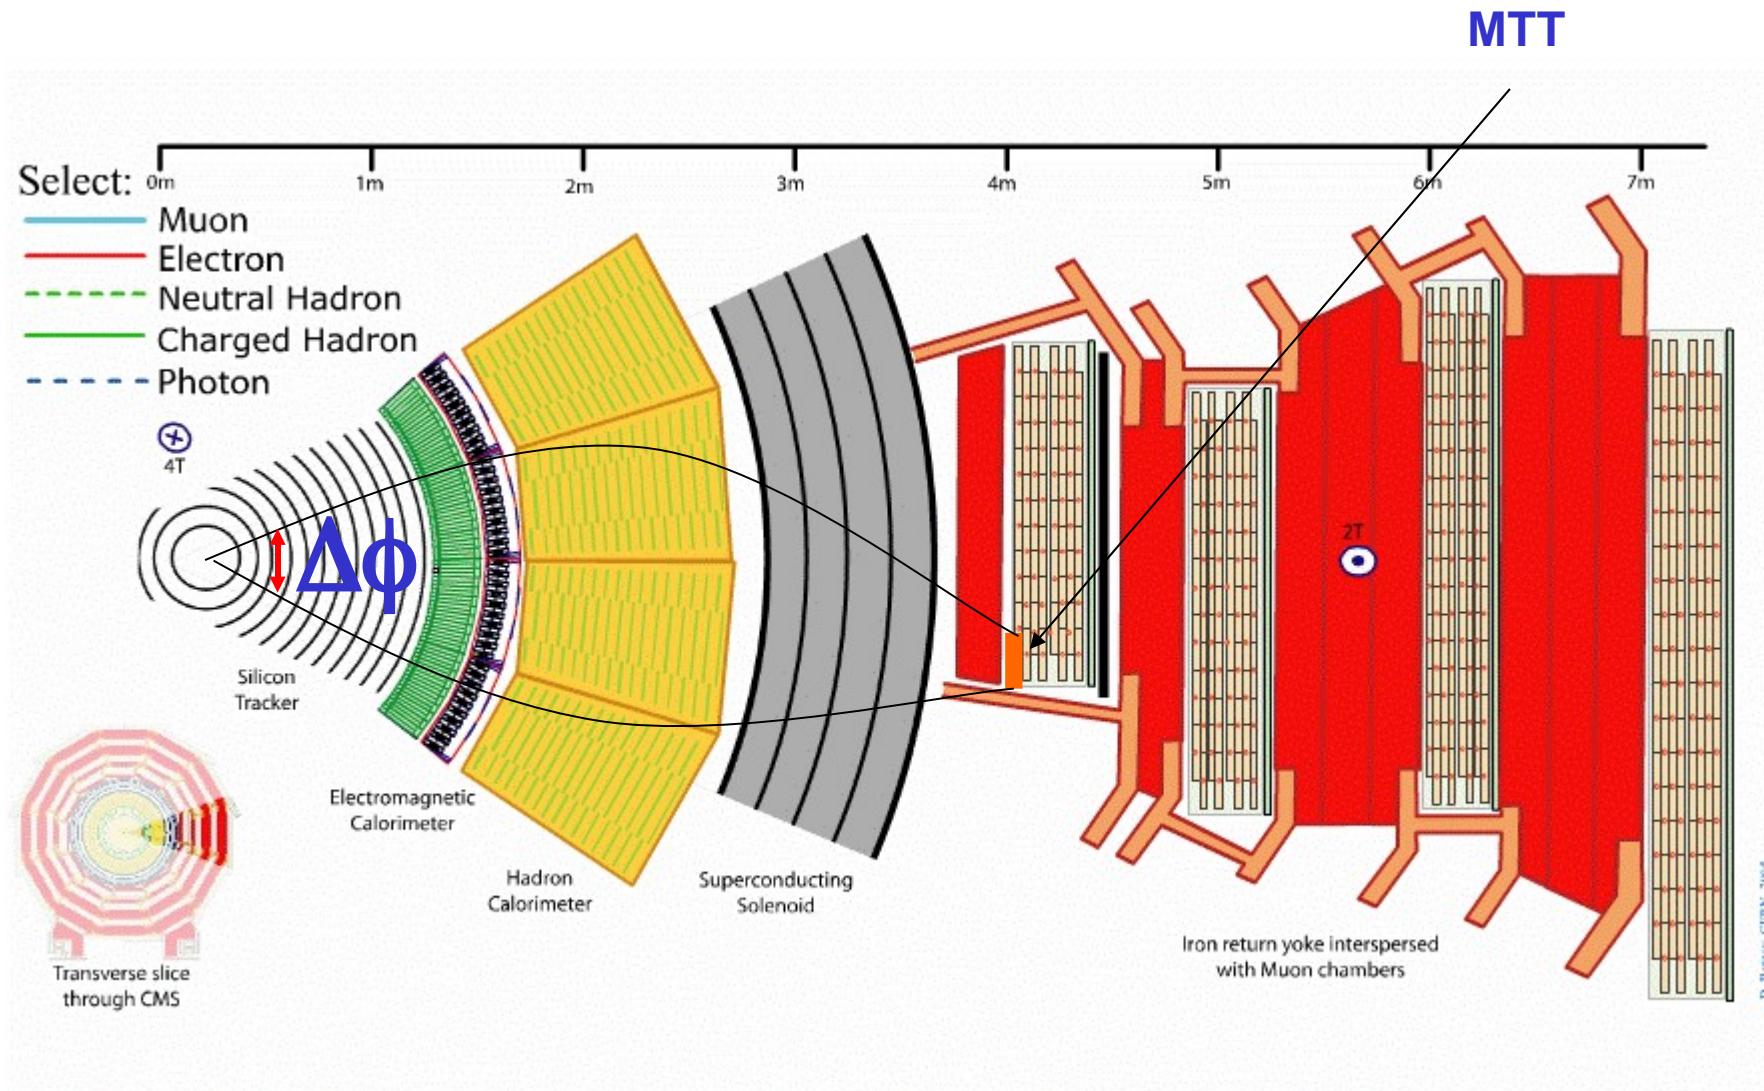 MTT
Select:
0m 1m 2m 3m 4m 5m 6m 7m
Muon
Electron
Neutral Hadron
Charged Hadron
Photon
4T
Δϕ
2T
Silicon
Tracker
Electromagnetic
Calorimeter
Hadron
Calorimeter
Superconducting
Solenoid
Iron return yoke interspersed
with Muon chambers
Transverse slice
through CMS